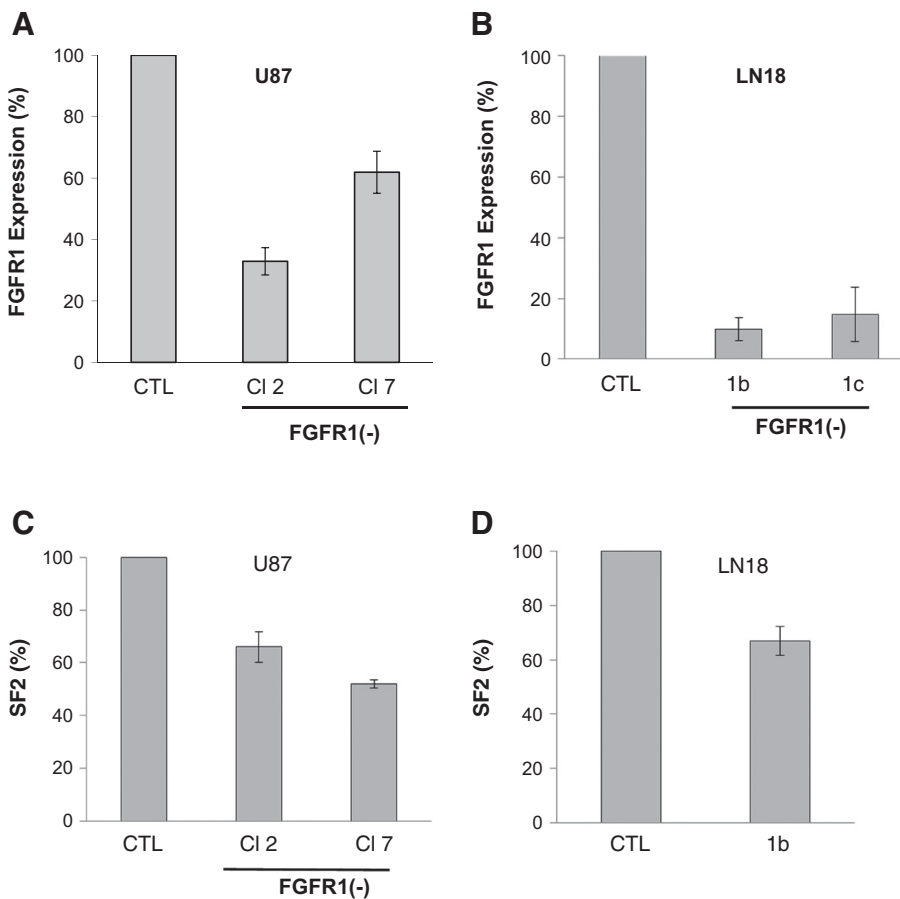 A
FGFR1 Expression (%)
100
80
60
40
20
0
U87
CTL
Cl 2
Cl 7
FGFR1(-)
B
FGFR1 Expression (%)
100
80
60
40
20
0
LN18
CTL
1b
1c
FGFR1(-)
C
SF2 (%)
100
80
60
40
20
0
U87
CTL
Cl 2
Cl 7
FGFR1(-)
D
SF2 (%)
100
80
60
40
20
0
LN18
CTL
1b